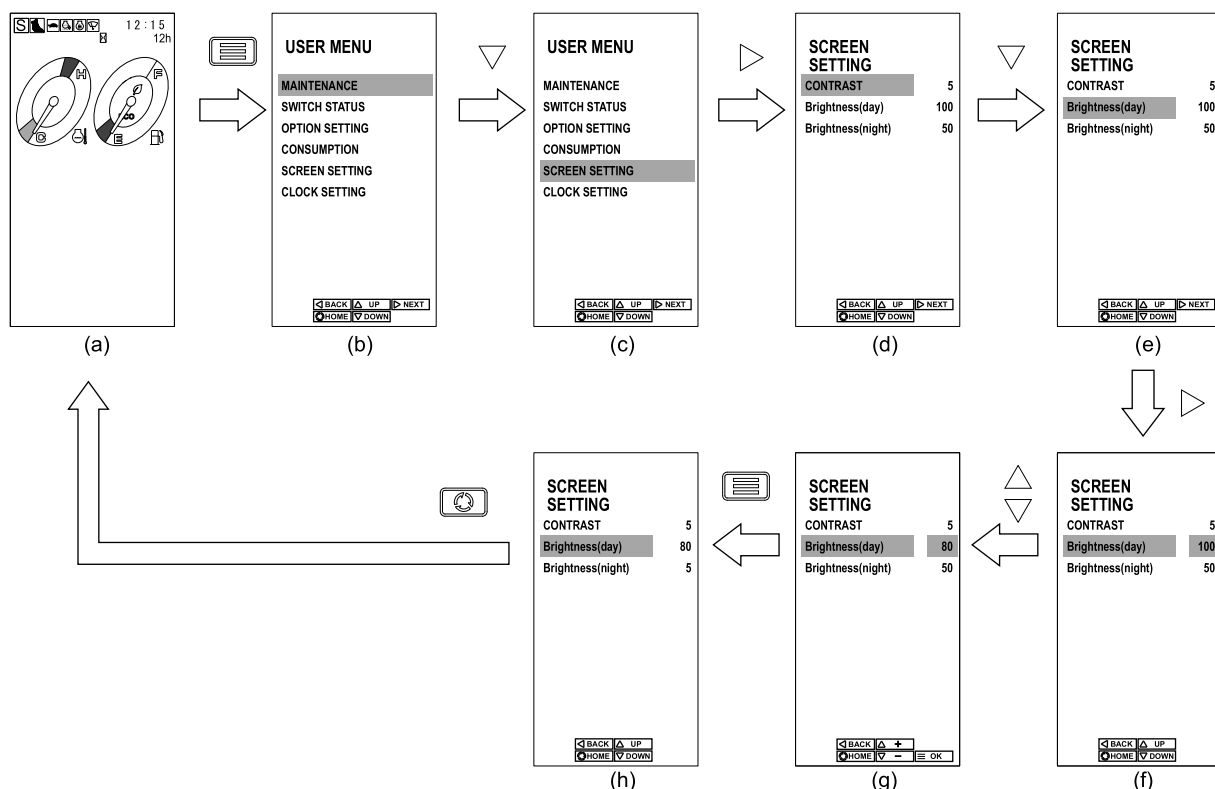 S 12:15
12h
H F
C E
(a)
USER MENU
MAINTENANCE
SWITCH STATUS
OPTION SETTING
CONSUMPTION
SCREEN SETTING
CLOCK SETTING
BACK UP NEXT
HOME DOWN
(b)
USER MENU
MAINTENANCE
SWITCH STATUS
OPTION SETTING
CONSUMPTION
SCREEN SETTING
CLOCK SETTING
BACK UP NEXT
HOME DOWN
(c)
SCREEN
SETTING
CONTRAST 5
Brightness(day) 100
Brightness(night) 50
BACK UP NEXT
HOME DOWN
(d)
SCREEN
SETTING
CONTRAST 5
Brightness(day) 100
Brightness(night) 50
BACK UP NEXT
HOME DOWN
(e)
SCREEN
SETTING
CONTRAST 5
Brightness(day) 80
Brightness(night) 5
BACK UP
HOME DOWN
(h)
SCREEN
SETTING
CONTRAST 5
Brightness(day) 80
Brightness(night) 50
BACK +
HOME − OK
(g)
SCREEN
SETTING
CONTRAST 5
Brightness(day) 100
Brightness(night) 50
BACK UP
HOME DOWN
(f)